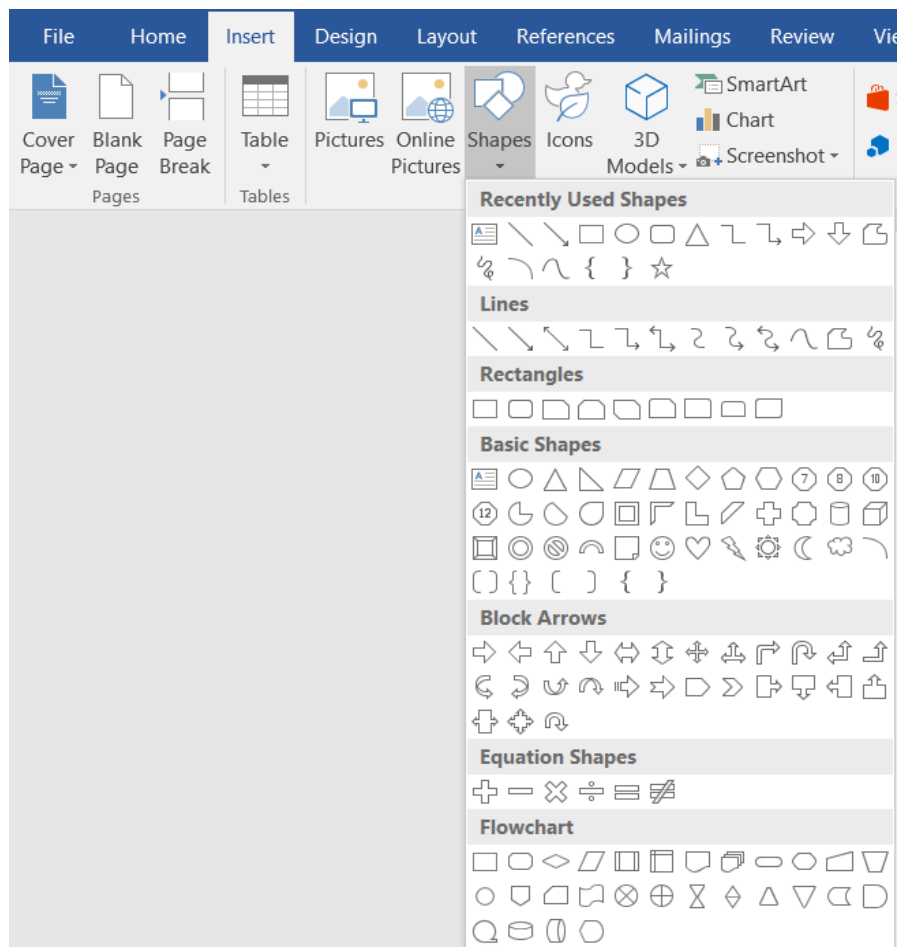 File Home Insert Design Layout References Mailings Review Vie
Cover Page
Blank Page
Page Break
Pages
Table
Tables
Pictures
Online Pictures
Shapes
Icons
3D Models
SmartArt
Chart
Screenshot
Recently Used Shapes
A
Lines
Rectangles
Basic Shapes
A 7 8 10
12
Block Arrows
Equation Shapes
Flowchart